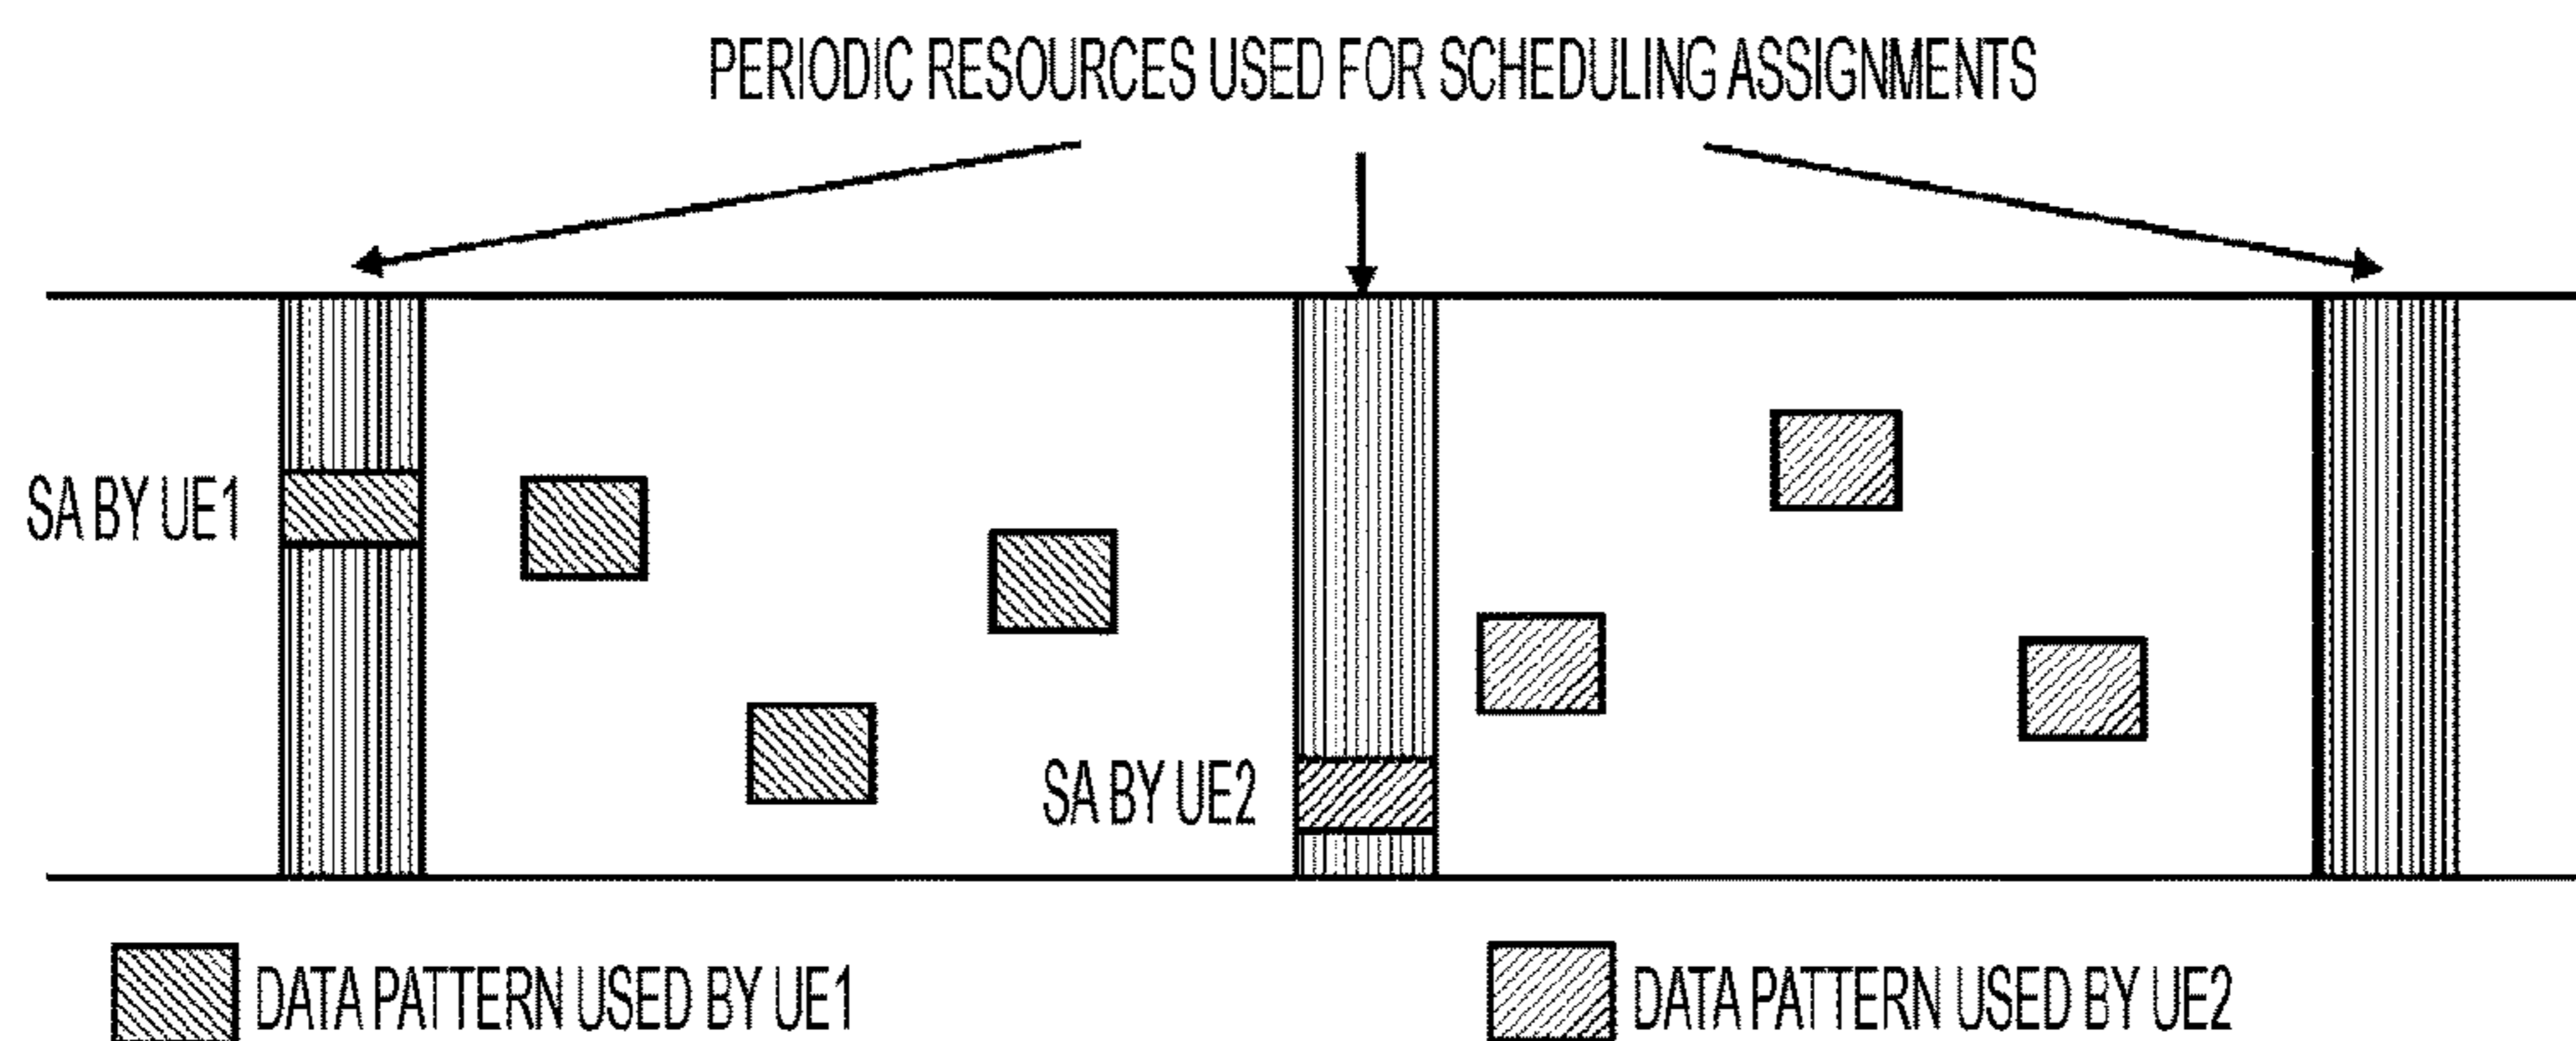 PERIODIC RESOURCES USED FOR SCHEDULING ASSIGNMENTS
SA BY UE1
SA BY UE2
DATA PATTERN USED BY UE1
DATA PATTERN USED BY UE2